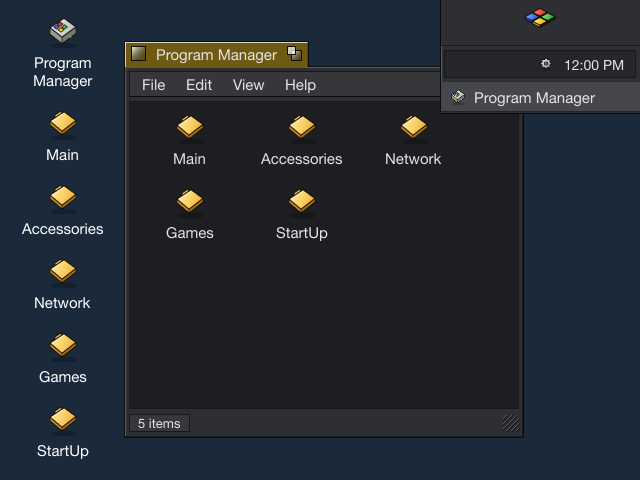 Program
Manager
Main
Accessories
Network
Games
StartUp
Program Manager
File Edit View Help
Main Accessories Network
Games StartUp
5 items
12:00 PM
Program Manager